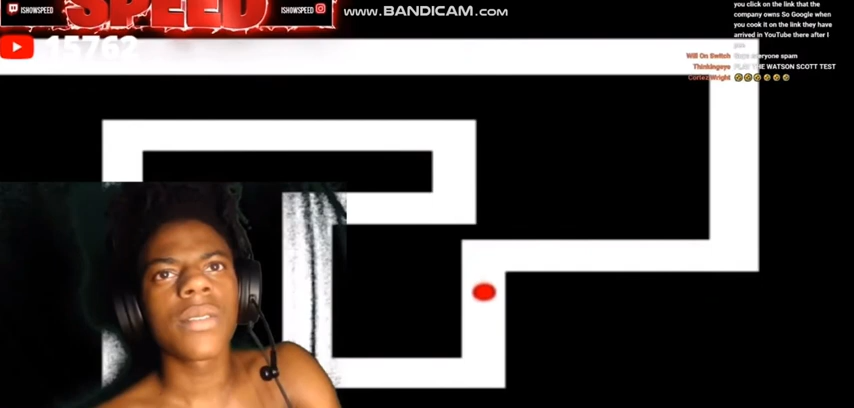 SPEED
ISHOWSPEED
ISHOWSPEED
www.BANDICAM.com
15762
you click on the link that the
company owns So Google when
you cook it on the link they have
arrived in YouTube there after I
Will On Switch Guys everyone spam
Thinkingeye PLAY THE WATSON SCOTT TEST
Cortez Wright